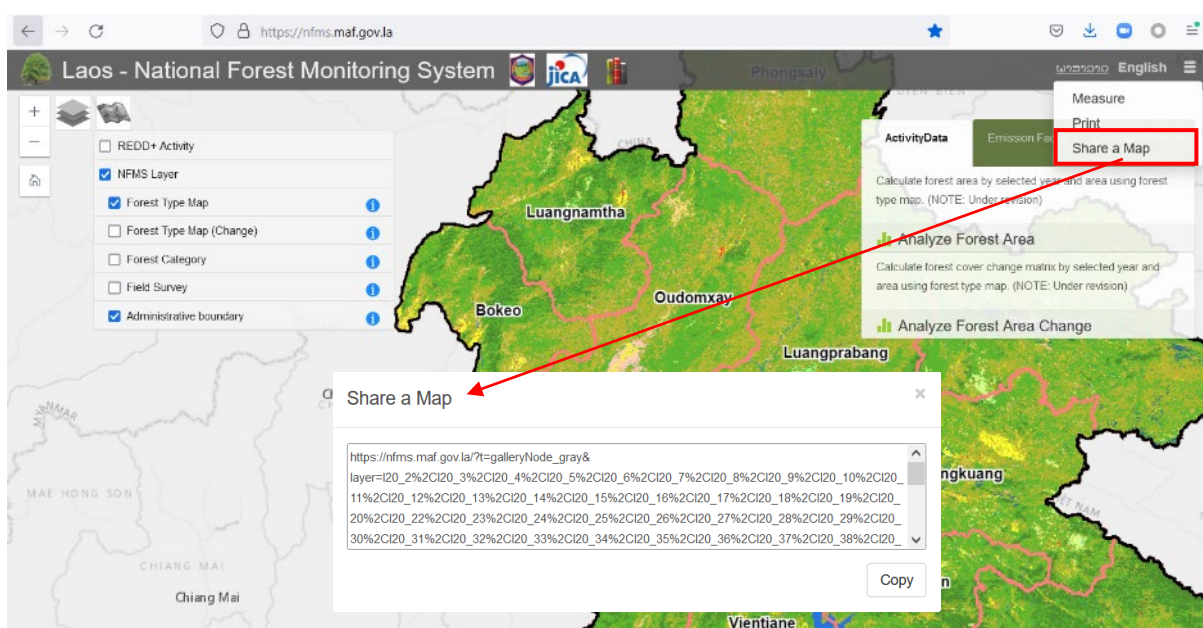 https://nfms.maf.gov.la
Laos - National Forest Monitoring System
JICA
ພາສາລາວ English
Measure
Print
Share a Map
REDD+ Activity
NFMS Layer
Forest Type Map
Forest Type Map (Change)
Forest Category
Field Survey
Administrative boundary
ActivityData
Emission Fac
Calculate forest area by selected year and area using forest
type map. (NOTE: Under revision)
Analyze Forest Area
Calculate forest cover change matrix by selected year and
area using forest type map. (NOTE: Under revision)
Analyze Forest Area Change
Phongsaly
DIEN BIEN
CHINA
Luangnamtha
Bokeo
Oudomxay
Luangprabang
MYANMAR
Share a Map
https://nfms.maf.gov.la/?t=galleryNode_gray&
layer=l20_2%2Cl20_3%2Cl20_4%2Cl20_5%2Cl20_6%2Cl20_7%2Cl20_8%2Cl20_9%2Cl20_10%2Cl20_
11%2Cl20_12%2Cl20_13%2Cl20_14%2Cl20_15%2Cl20_16%2Cl20_17%2Cl20_18%2Cl20_19%2Cl20_
20%2Cl20_22%2Cl20_23%2Cl20_24%2Cl20_25%2Cl20_26%2Cl20_27%2Cl20_28%2Cl20_29%2Cl20_
30%2Cl20_31%2Cl20_32%2Cl20_33%2Cl20_34%2Cl20_35%2Cl20_36%2Cl20_37%2Cl20_38%2Cl20_
Copy
ngkuang
VIET NAM
MAE HONG SON
CHIANG MAI
Chiang Mai
n
Vientiane